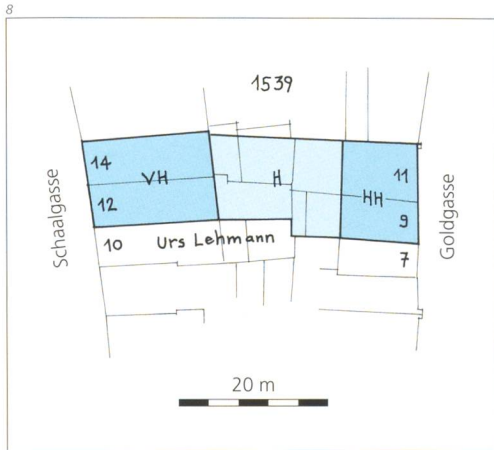 8
1539
14
VH
H
11
12
HH
9
10 Urs Lehmann
7
Schaalgasse
Goldgasse
20 m